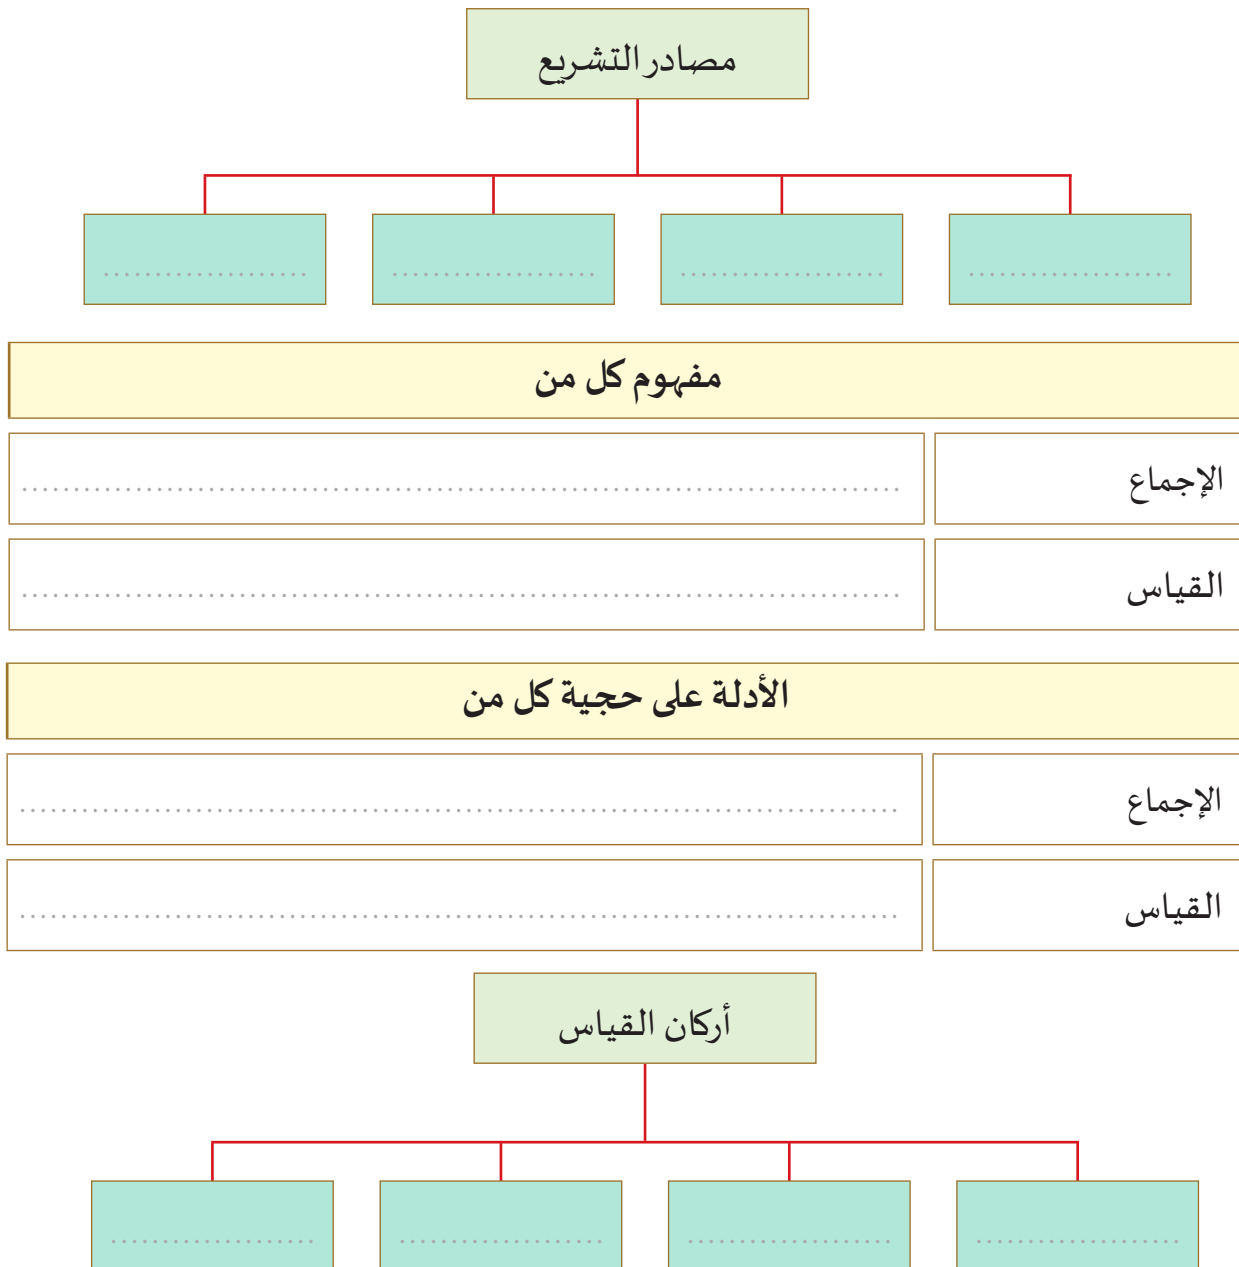 مصادر التشريع
.................... .................... .................... ....................
مفهوم كل من
الإجماع ......................................................................................
القياس ......................................................................................
الأدلة على حجية كل من
الإجماع ......................................................................................
القياس ......................................................................................
أركان القياس
.................... .................... .................... ....................